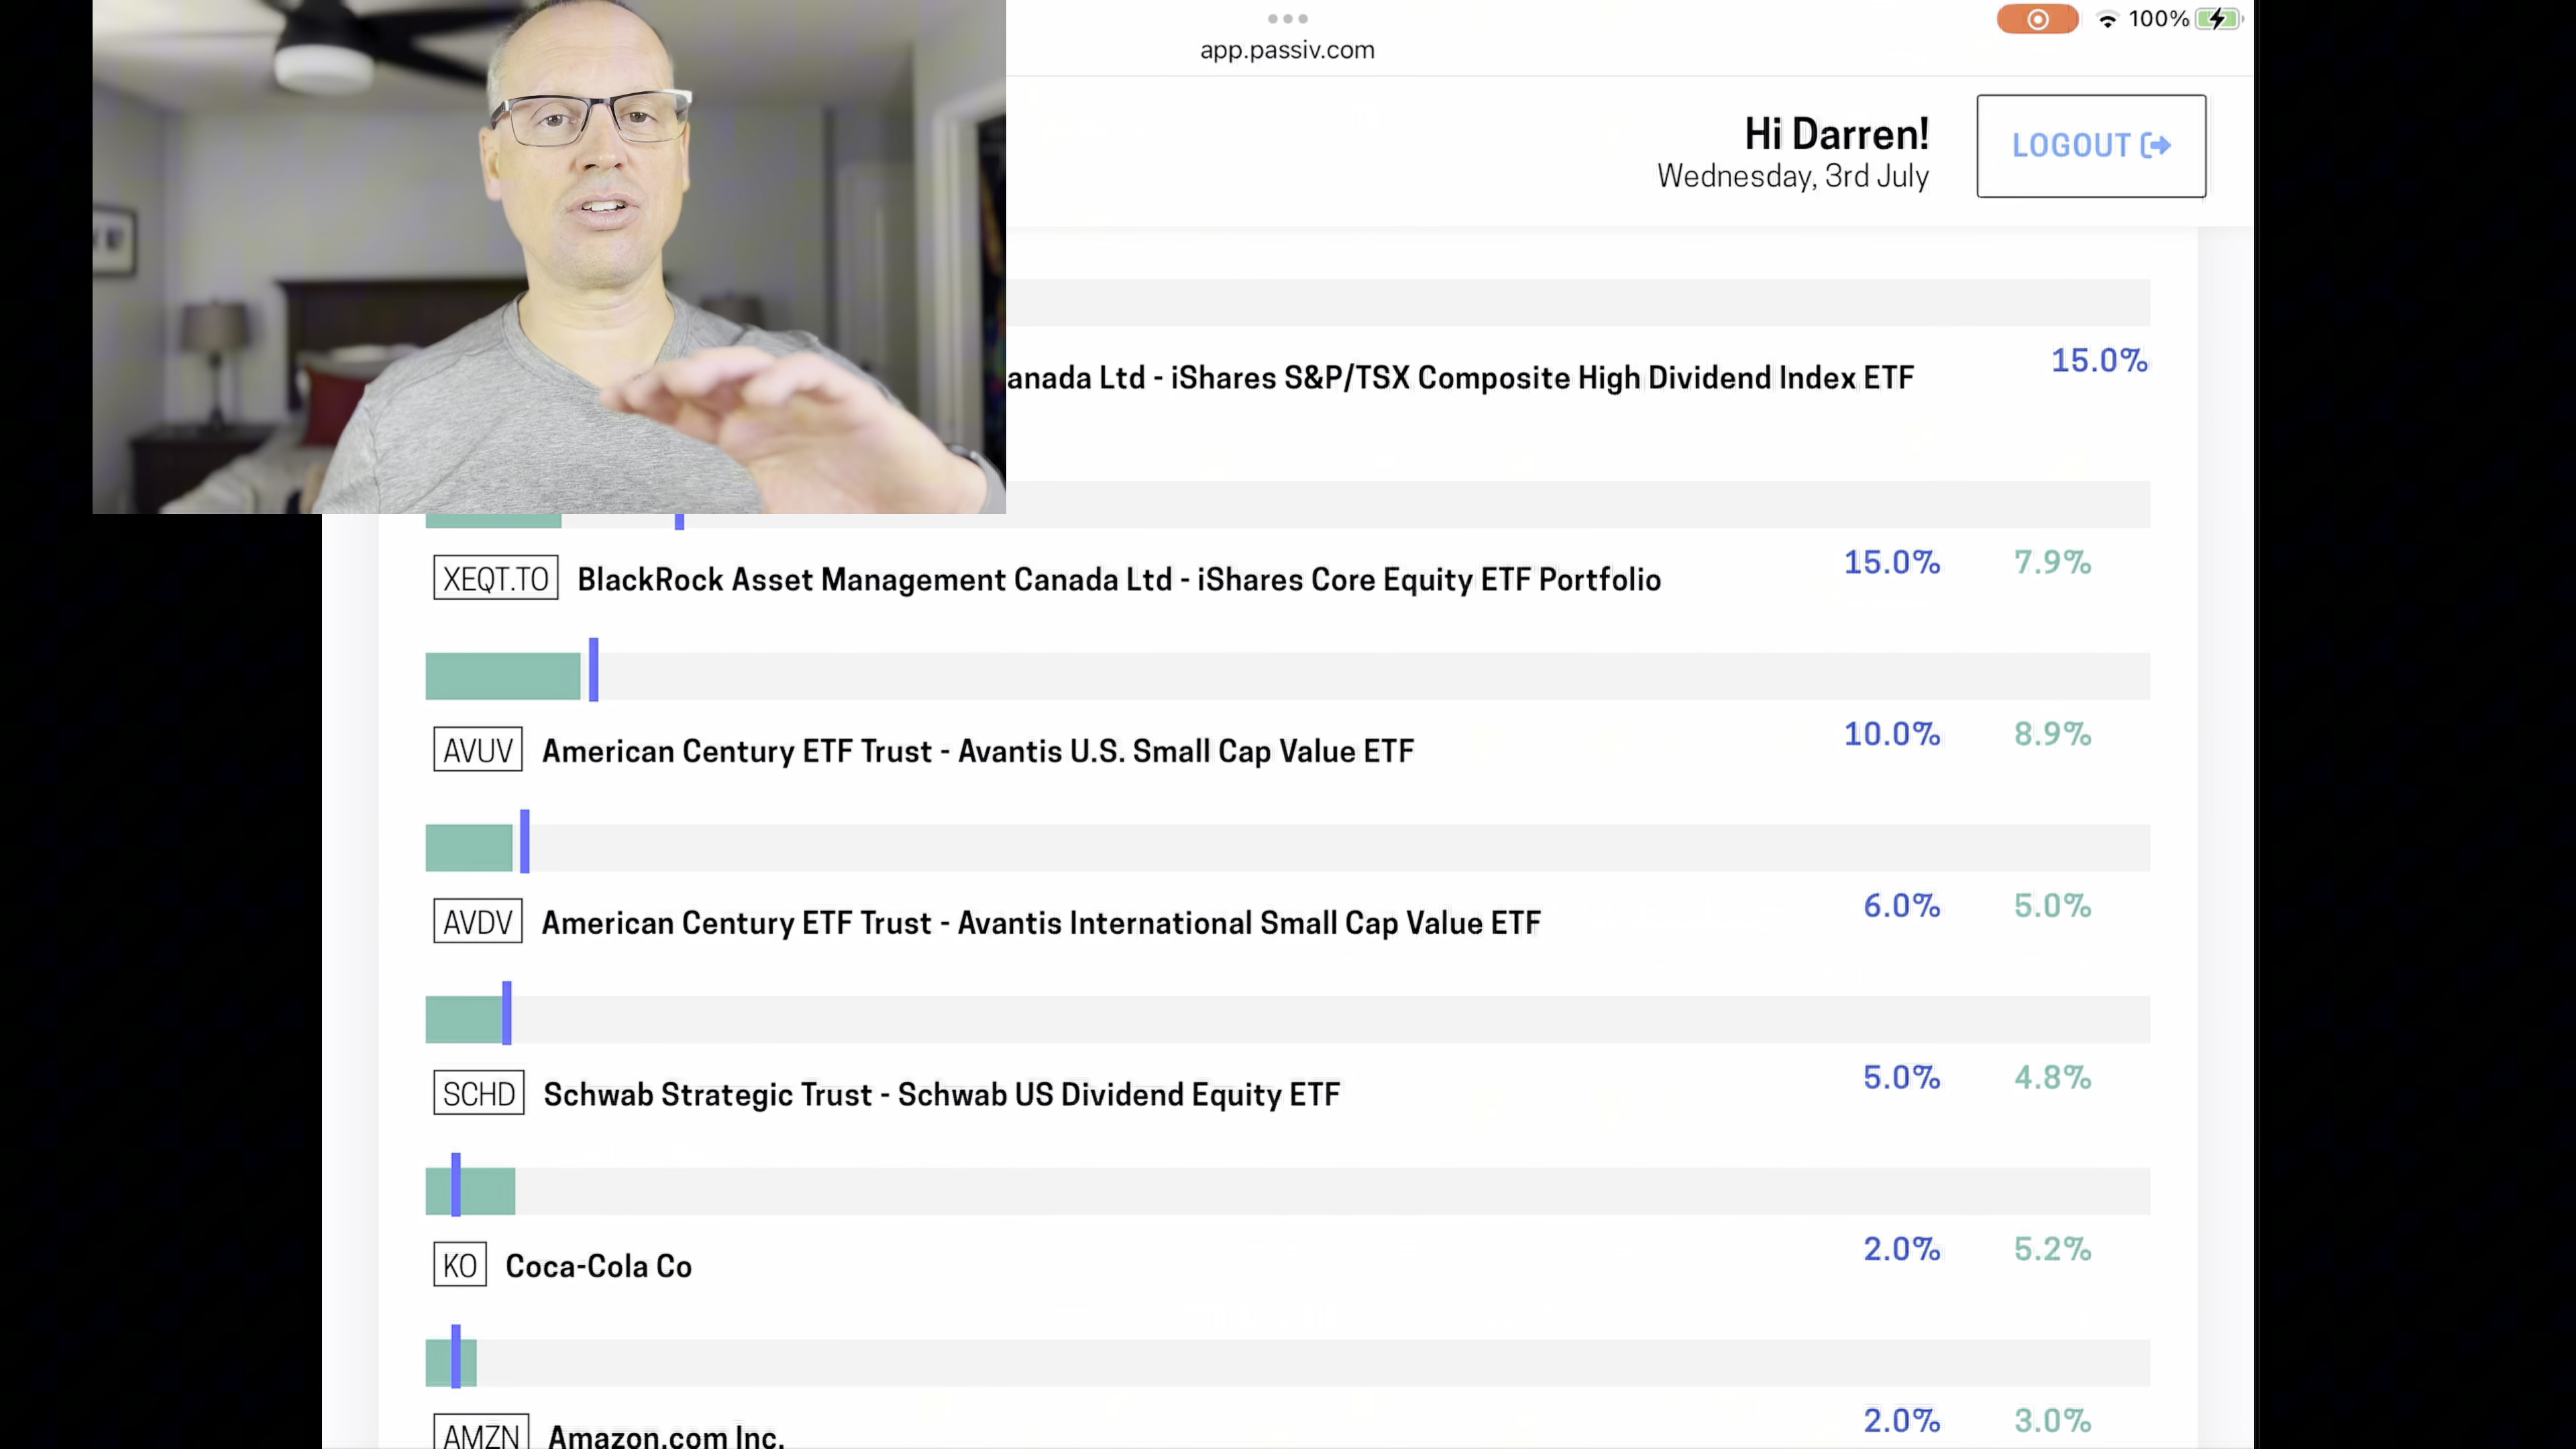 app.passiv.com
100%
Hi Darren!
Wednesday, 3rd July
LOGOUT
15.0%
anada Ltd - iShares S&P/TSX Composite High Dividend Index ETF
15.0% 7.9%
XEQT.TO BlackRock Asset Management Canada Ltd - iShares Core Equity ETF Portfolio
10.0% 8.9%
AVUV American Century ETF Trust - Avantis U.S. Small Cap Value ETF
6.0% 5.0%
AVDV American Century ETF Trust - Avantis International Small Cap Value ETF
5.0% 4.8%
SCHD Schwab Strategic Trust - Schwab US Dividend Equity ETF
2.0% 5.2%
KO Coca-Cola Co
2.0% 3.0%
AMZN Amazon.com Inc.